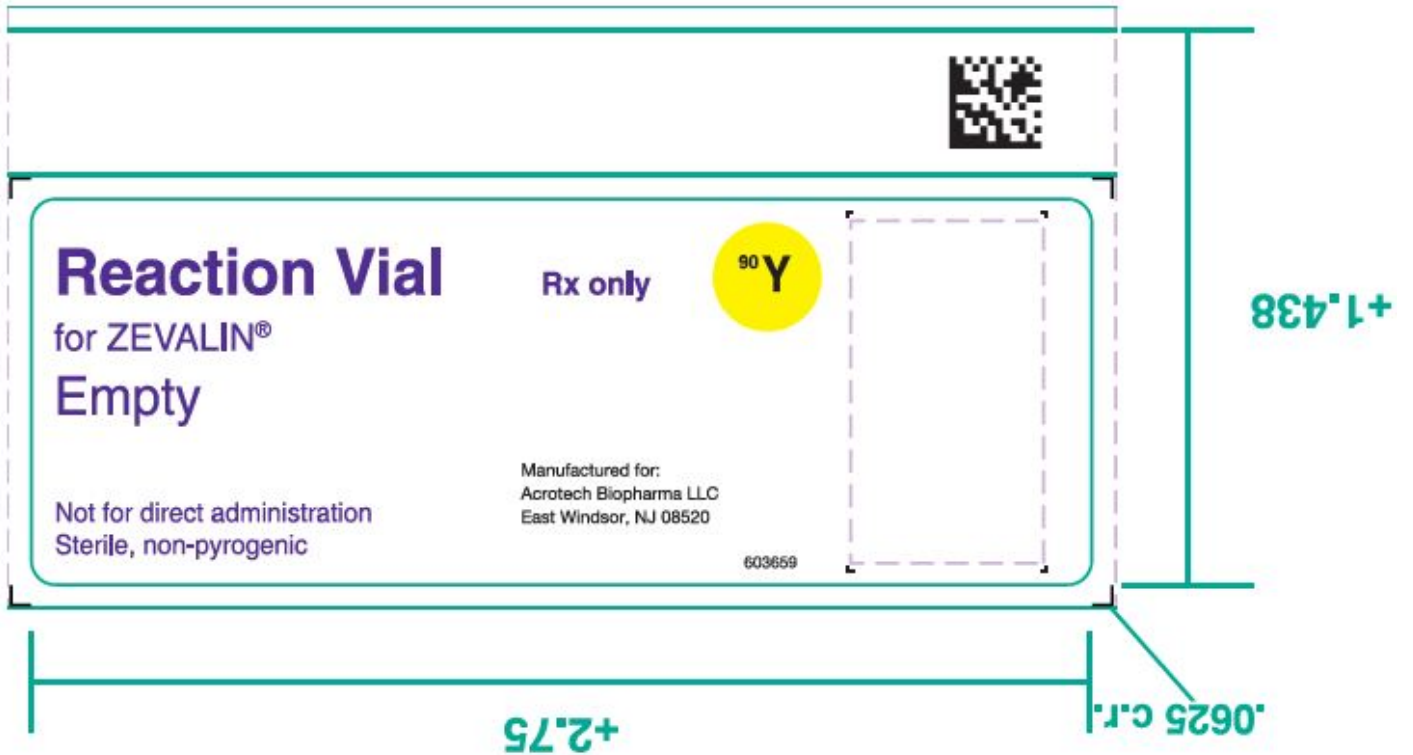 Reaction Vial
Rx only
⁹⁰Y
for ZEVALIN®
Empty
Manufactured for:
Acrotech Biopharma LLC
East Windsor, NJ 08520
Not for direct administration
Sterile, non-pyrogenic
603659
+1.438
+2.75
.0625 c.r.